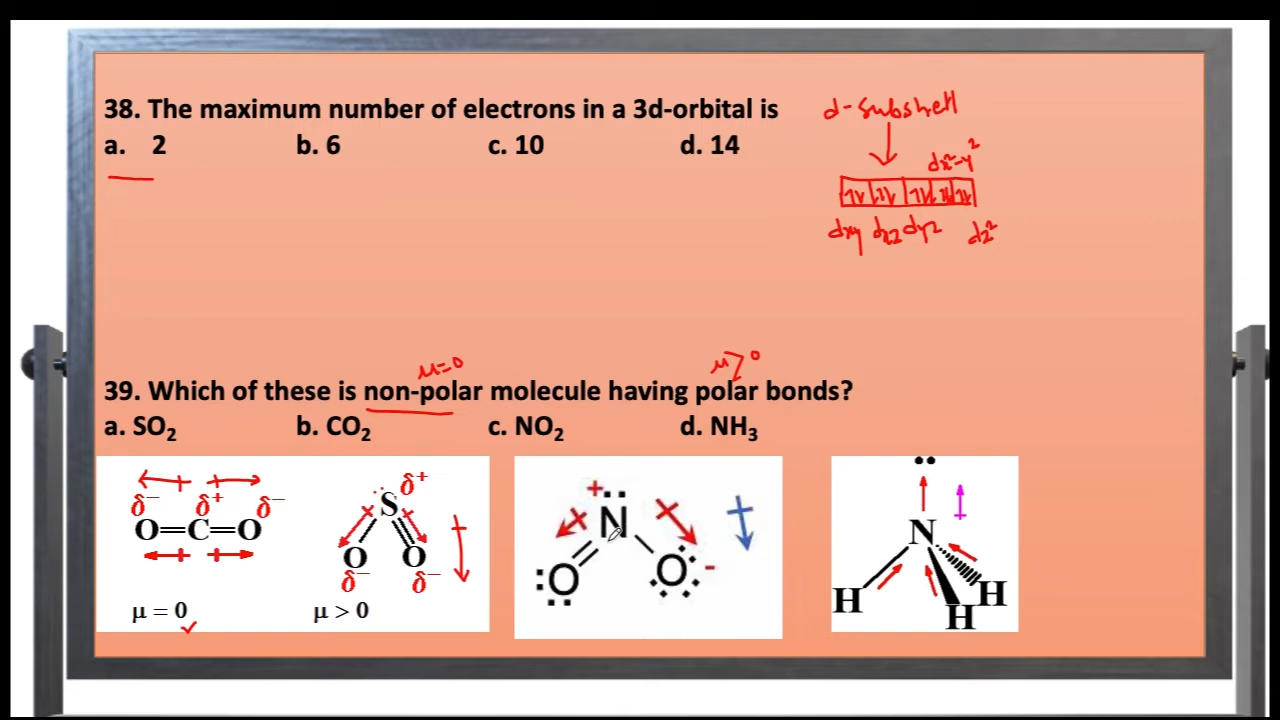 38. The maximum number of electrons in a 3d-orbital is
a. 2 b. 6 c. 10 d. 14
d-subshell
dx²-y²
dxy dxz dyz dz²
μ=0 μ>0
39. Which of these is non-polar molecule having polar bonds?
a. SO₂ b. CO₂ c. NO₂ d. NH₃
δ⁻ δ⁺ δ⁻
O=C=O
μ = 0
δ⁺
S
O O
δ⁻ δ⁻
μ > 0
+
N
O O
-
N
H H H